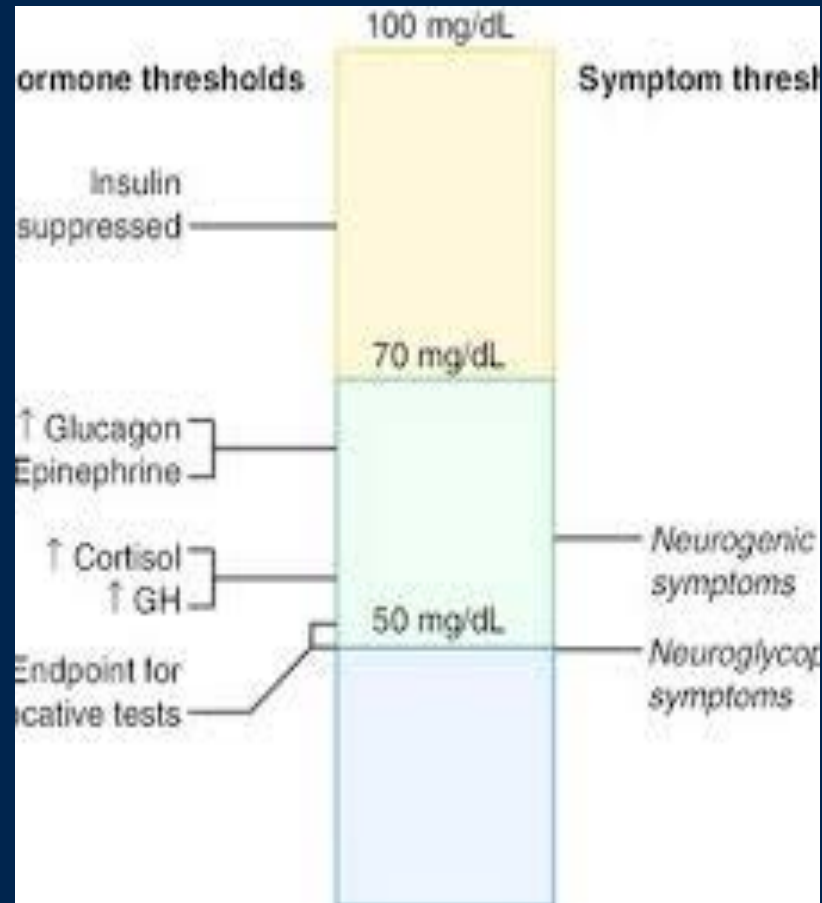 100 mg/dL
ormone thresholds
Symptom thresh
Insulin
suppressed
70 mg/dL
↑ Glucagon
Epinephrine
↑ Cortisol
↑ GH
Neurogenic
symptoms
50 mg/dL
Endpoint for
ocative tests
Neuroglycop
symptoms